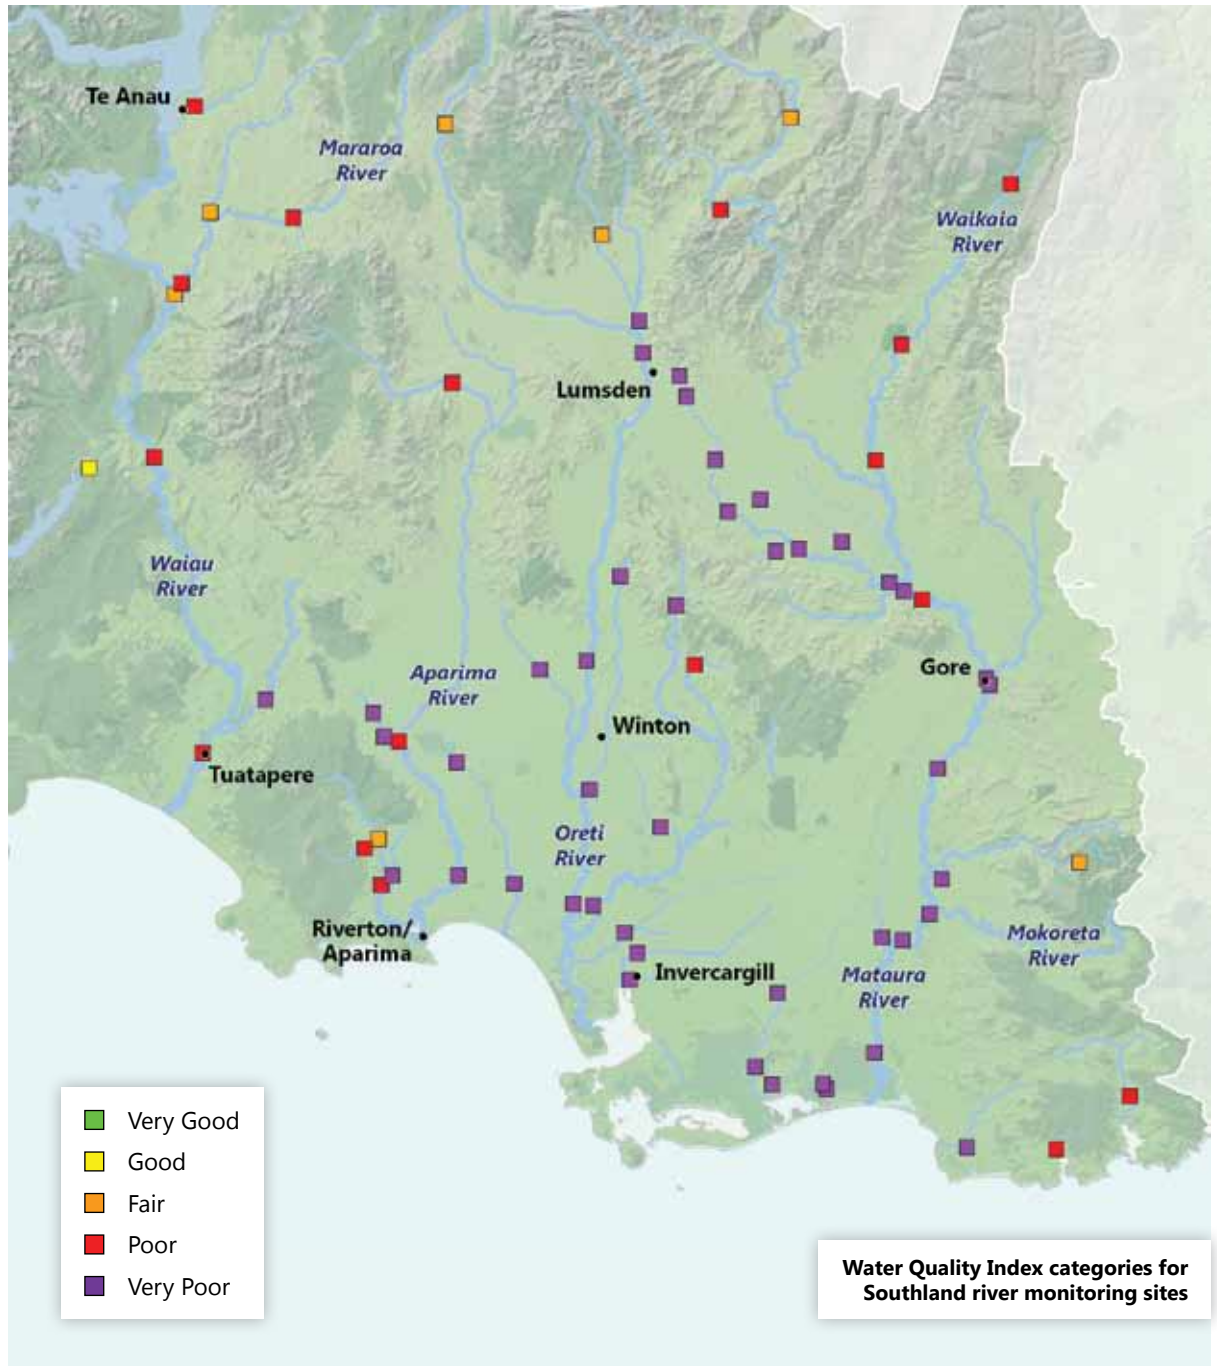 Te Anau
Mararoa
River
Waikaia
River
Lumsden
Waiau
River
Aparima
River
Gore
Winton
Tuatapere
Oreti
River
Riverton/
Aparima
Invercargill
Mataura
River
Mokoreta
River
Very Good
Good
Fair
Poor
Very Poor
Water Quality Index categories for
Southland river monitoring sites